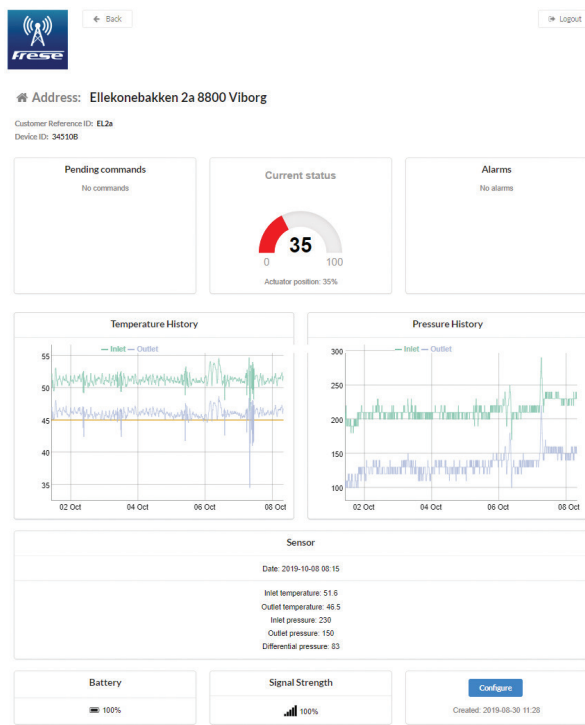 Back
Logout
Frese
Address: Ellekonebakken 2a 8800 Viborg
Customer Reference ID: EL2a
Device ID: 34510B
Pending commands
No commands
Current status
35
0
100
Actuator position: 35%
Alarms
No alarms
Temperature History
Inlet Outlet
55
50
45
40
35
02 Oct
04 Oct
06 Oct
08 Oct
Pressure History
Inlet Outlet
300
250
200
150
100
02 Oct
04 Oct
06 Oct
08 Oct
Sensor
Date: 2019-10-08 08:15
Inlet temperature: 51.6
Outlet temperature: 46.5
Inlet pressure: 230
Outlet pressure: 150
Differential pressure: 83
Battery
100%
Signal Strength
100%
Configure
Created: 2019-08-30 11:28